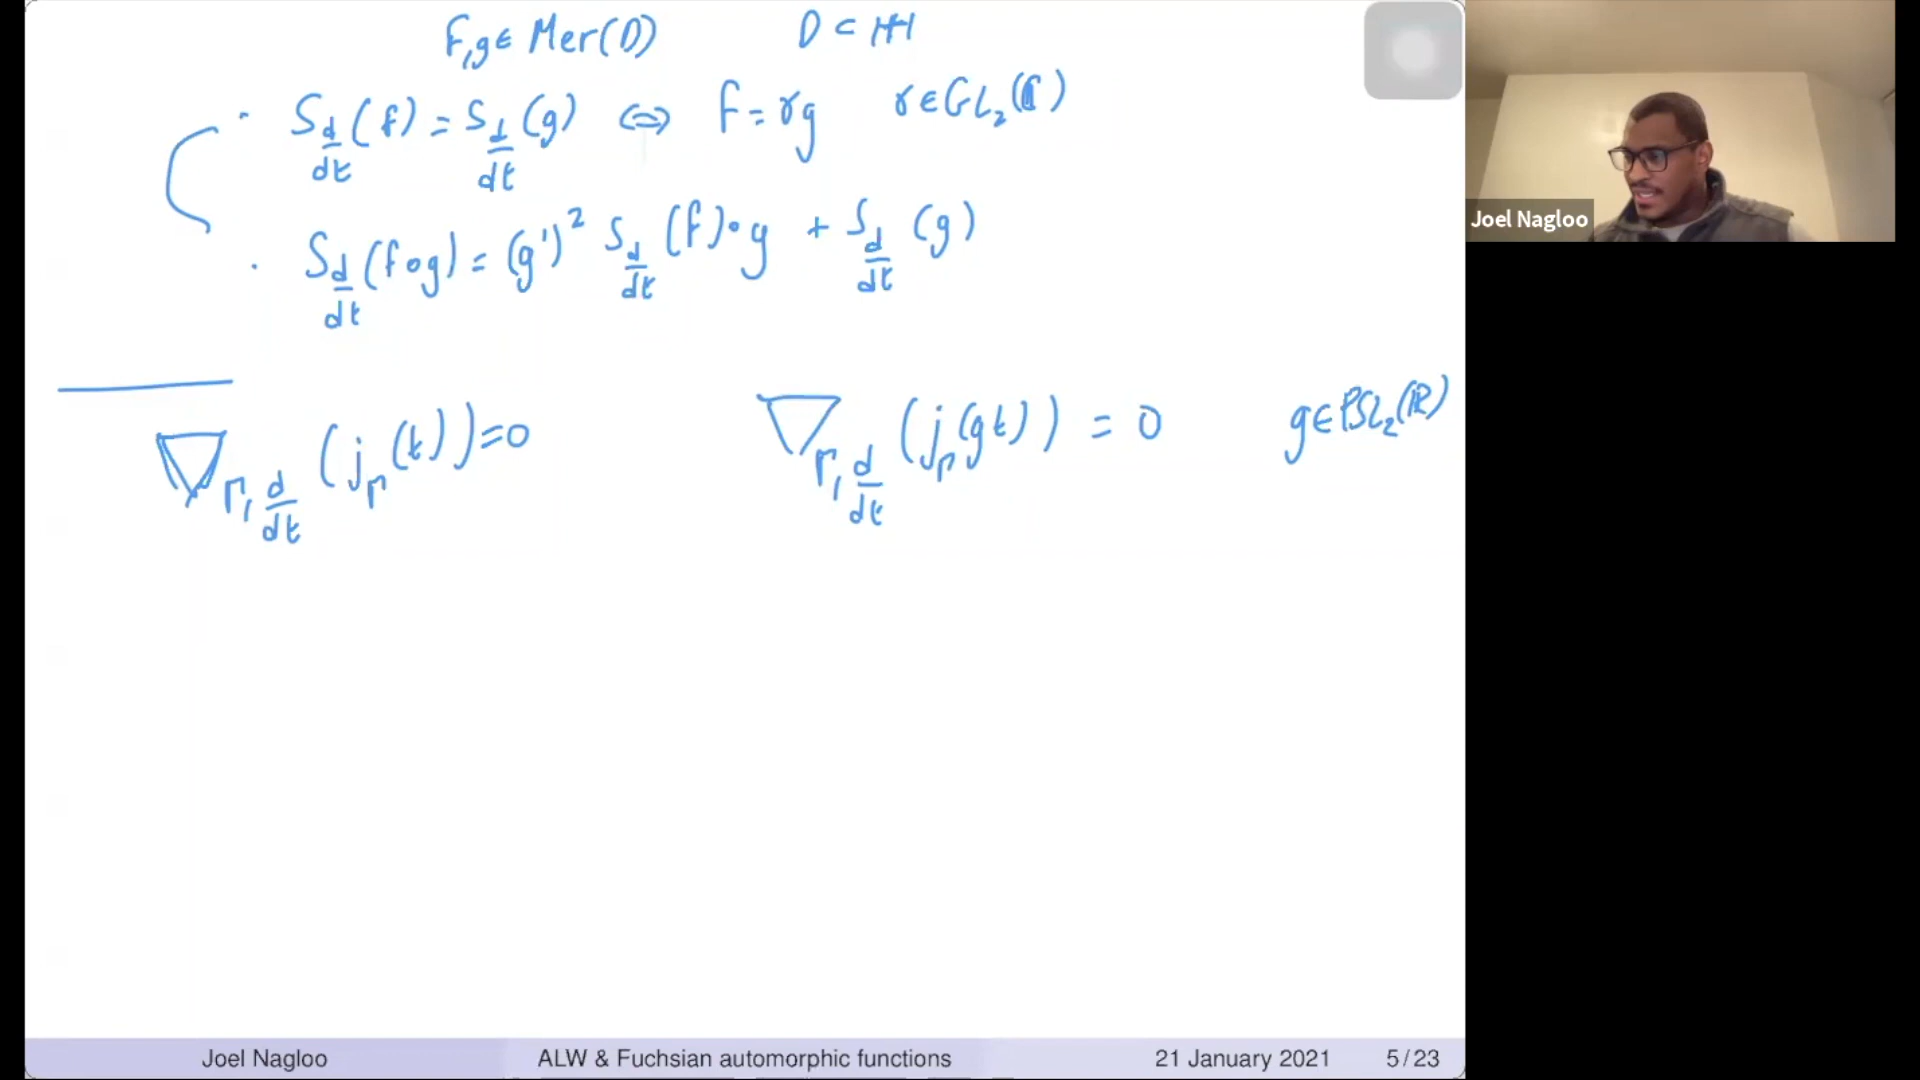 F, g ∈ Mer(D) D ⊂ ℍ
· S_{d/dt}(f) = S_{d/dt}(g) ⇔ f = γg γ ∈ GL₂(ℂ)
· S_{d/dt}(f∘g) = (g')² S_{d/dt}(f)∘g + S_{d/dt}(g)
∇_{Γ, d/dt}(j_Γ(t)) = 0 ∇_{Γ, d/dt}(j_Γ(gt)) = 0 g ∈ PSL₂(ℝ)
Joel Nagloo
Joel Nagloo ALW & Fuchsian automorphic functions 21 January 2021 5/23